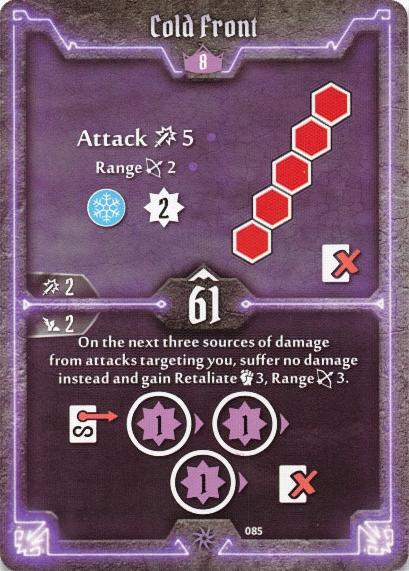 Cold Front
8
Attack 5
Range 2
2
2
61
2
On the next three sources of damage
from attacks targeting you, suffer no damage
instead and gain Retaliate 3, Range 3.
S
1
1
1
085